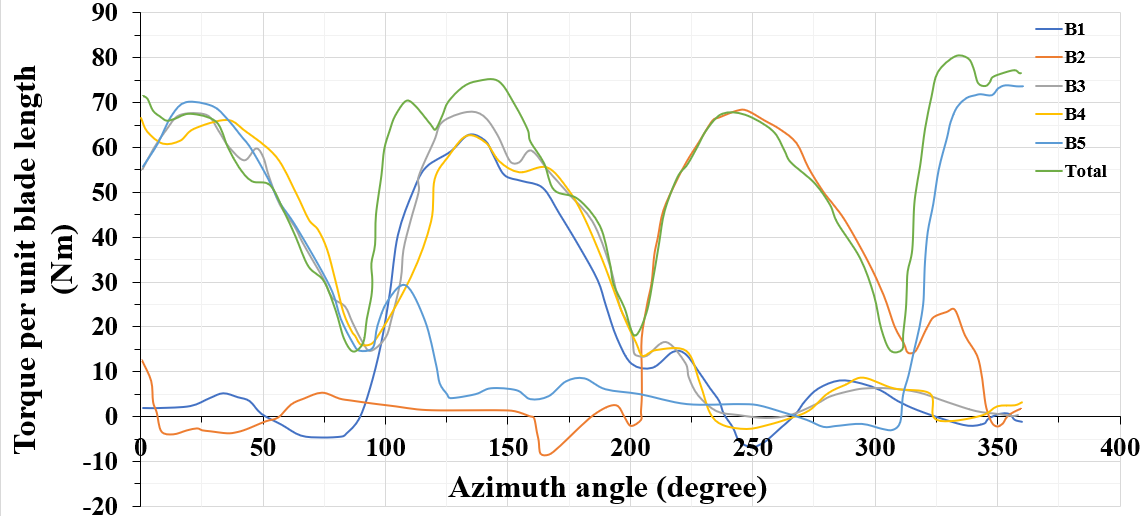 Torque per unit blade length
(Nm)
90
80
70
60
50
40
30
20
10
0
-10
-20
0 50 100 150 200 250 300 350 400
Azimuth angle (degree)
B1
B2
B3
B4
B5
Total